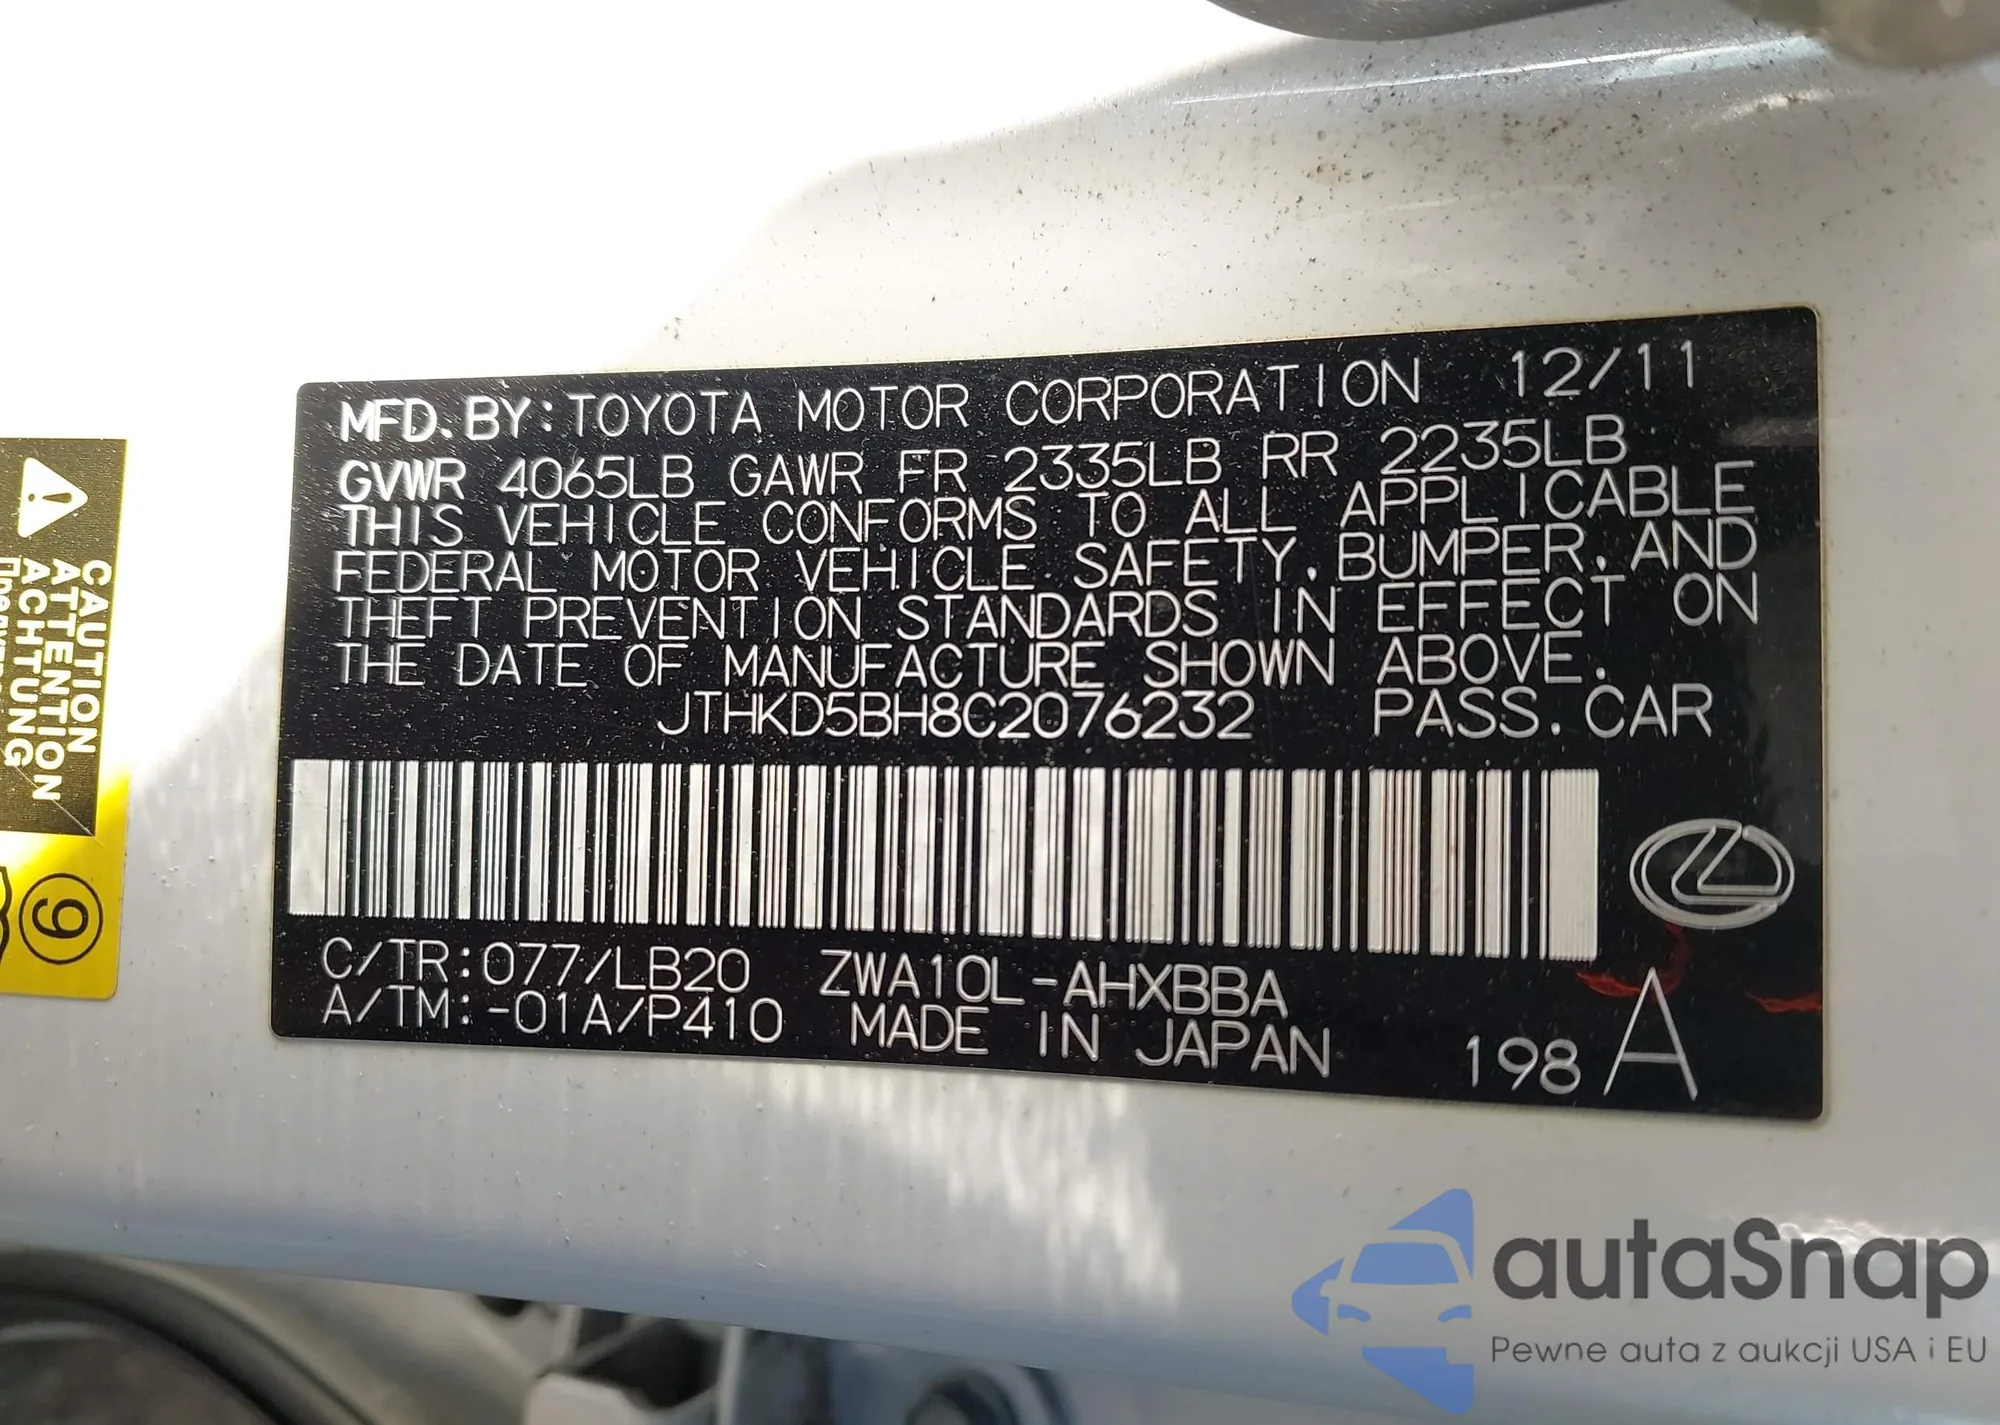 MFD. BY: TOYOTA MOTOR CORPORATION 12/11
GVWR 4065LB GAWR FR 2335LB RR 2235LB
THIS VEHICLE CONFORMS TO ALL APPLICABLE
FEDERAL MOTOR VEHICLE SAFETY, BUMPER, AND
THEFT PREVENTION STANDARDS IN EFFECT ON
THE DATE OF MANUFACTURE SHOWN ABOVE.
JTHKD5BH8C2076232 PASS. CAR
C/TR: 077/LB20 ZWA10L-AHXBBA
A/TM: -01A/P410 MADE IN JAPAN 198 A
CAUTION
ATTENTION
ACHTUNG
9
autaSnap
Pewne auta z aukcji USA i EU